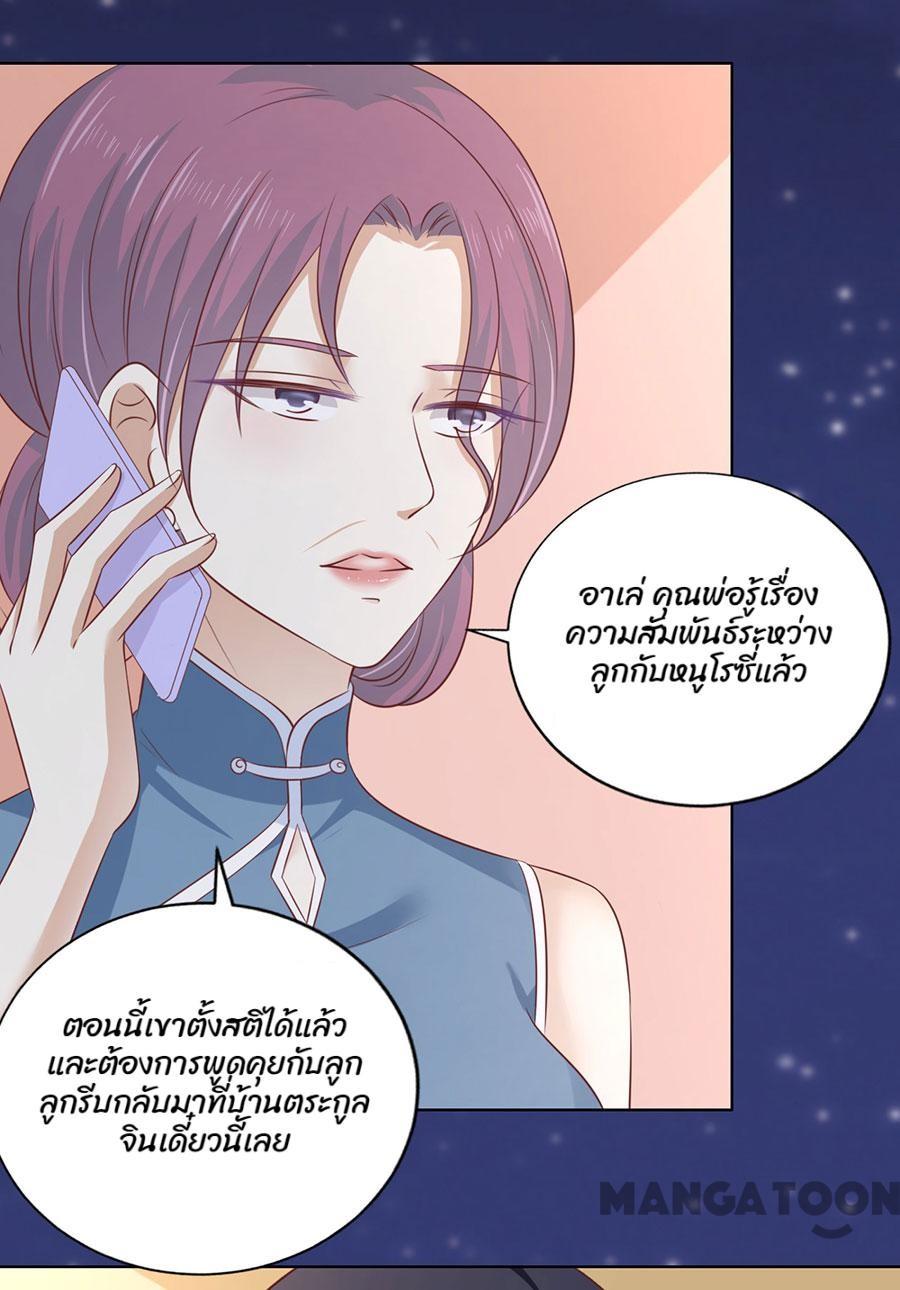 อาเล่ คุณพ่อรู้เรื่อง
ความสัมพันธ์ระหว่าง
ลูกกับหนูโรซี่แล้ว
ตอนนี้เขาตั้งสติได้แล้ว
และต้องการพูดคุยกับลูก
ลูกรีบกลับมาที่บ้านตระกูล
จินเดี๋ยวนี้เลย
MANGATOON